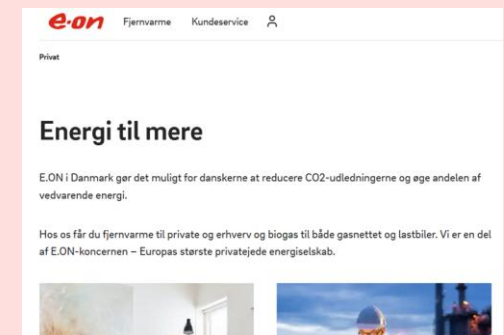 e·on Fjernvarme Kundeservice
Privat
Energi til mere
E.ON i Danmark gør det muligt for danskerne at reducere CO2-udledningerne og øge andelen af
vedvarende energi.
Hos os får du fjernvarme til private og erhverv og biogas til både gasnettet og lastbiler. Vi er en del
af E.ON-koncernen – Europas største privatejede energiselskab.